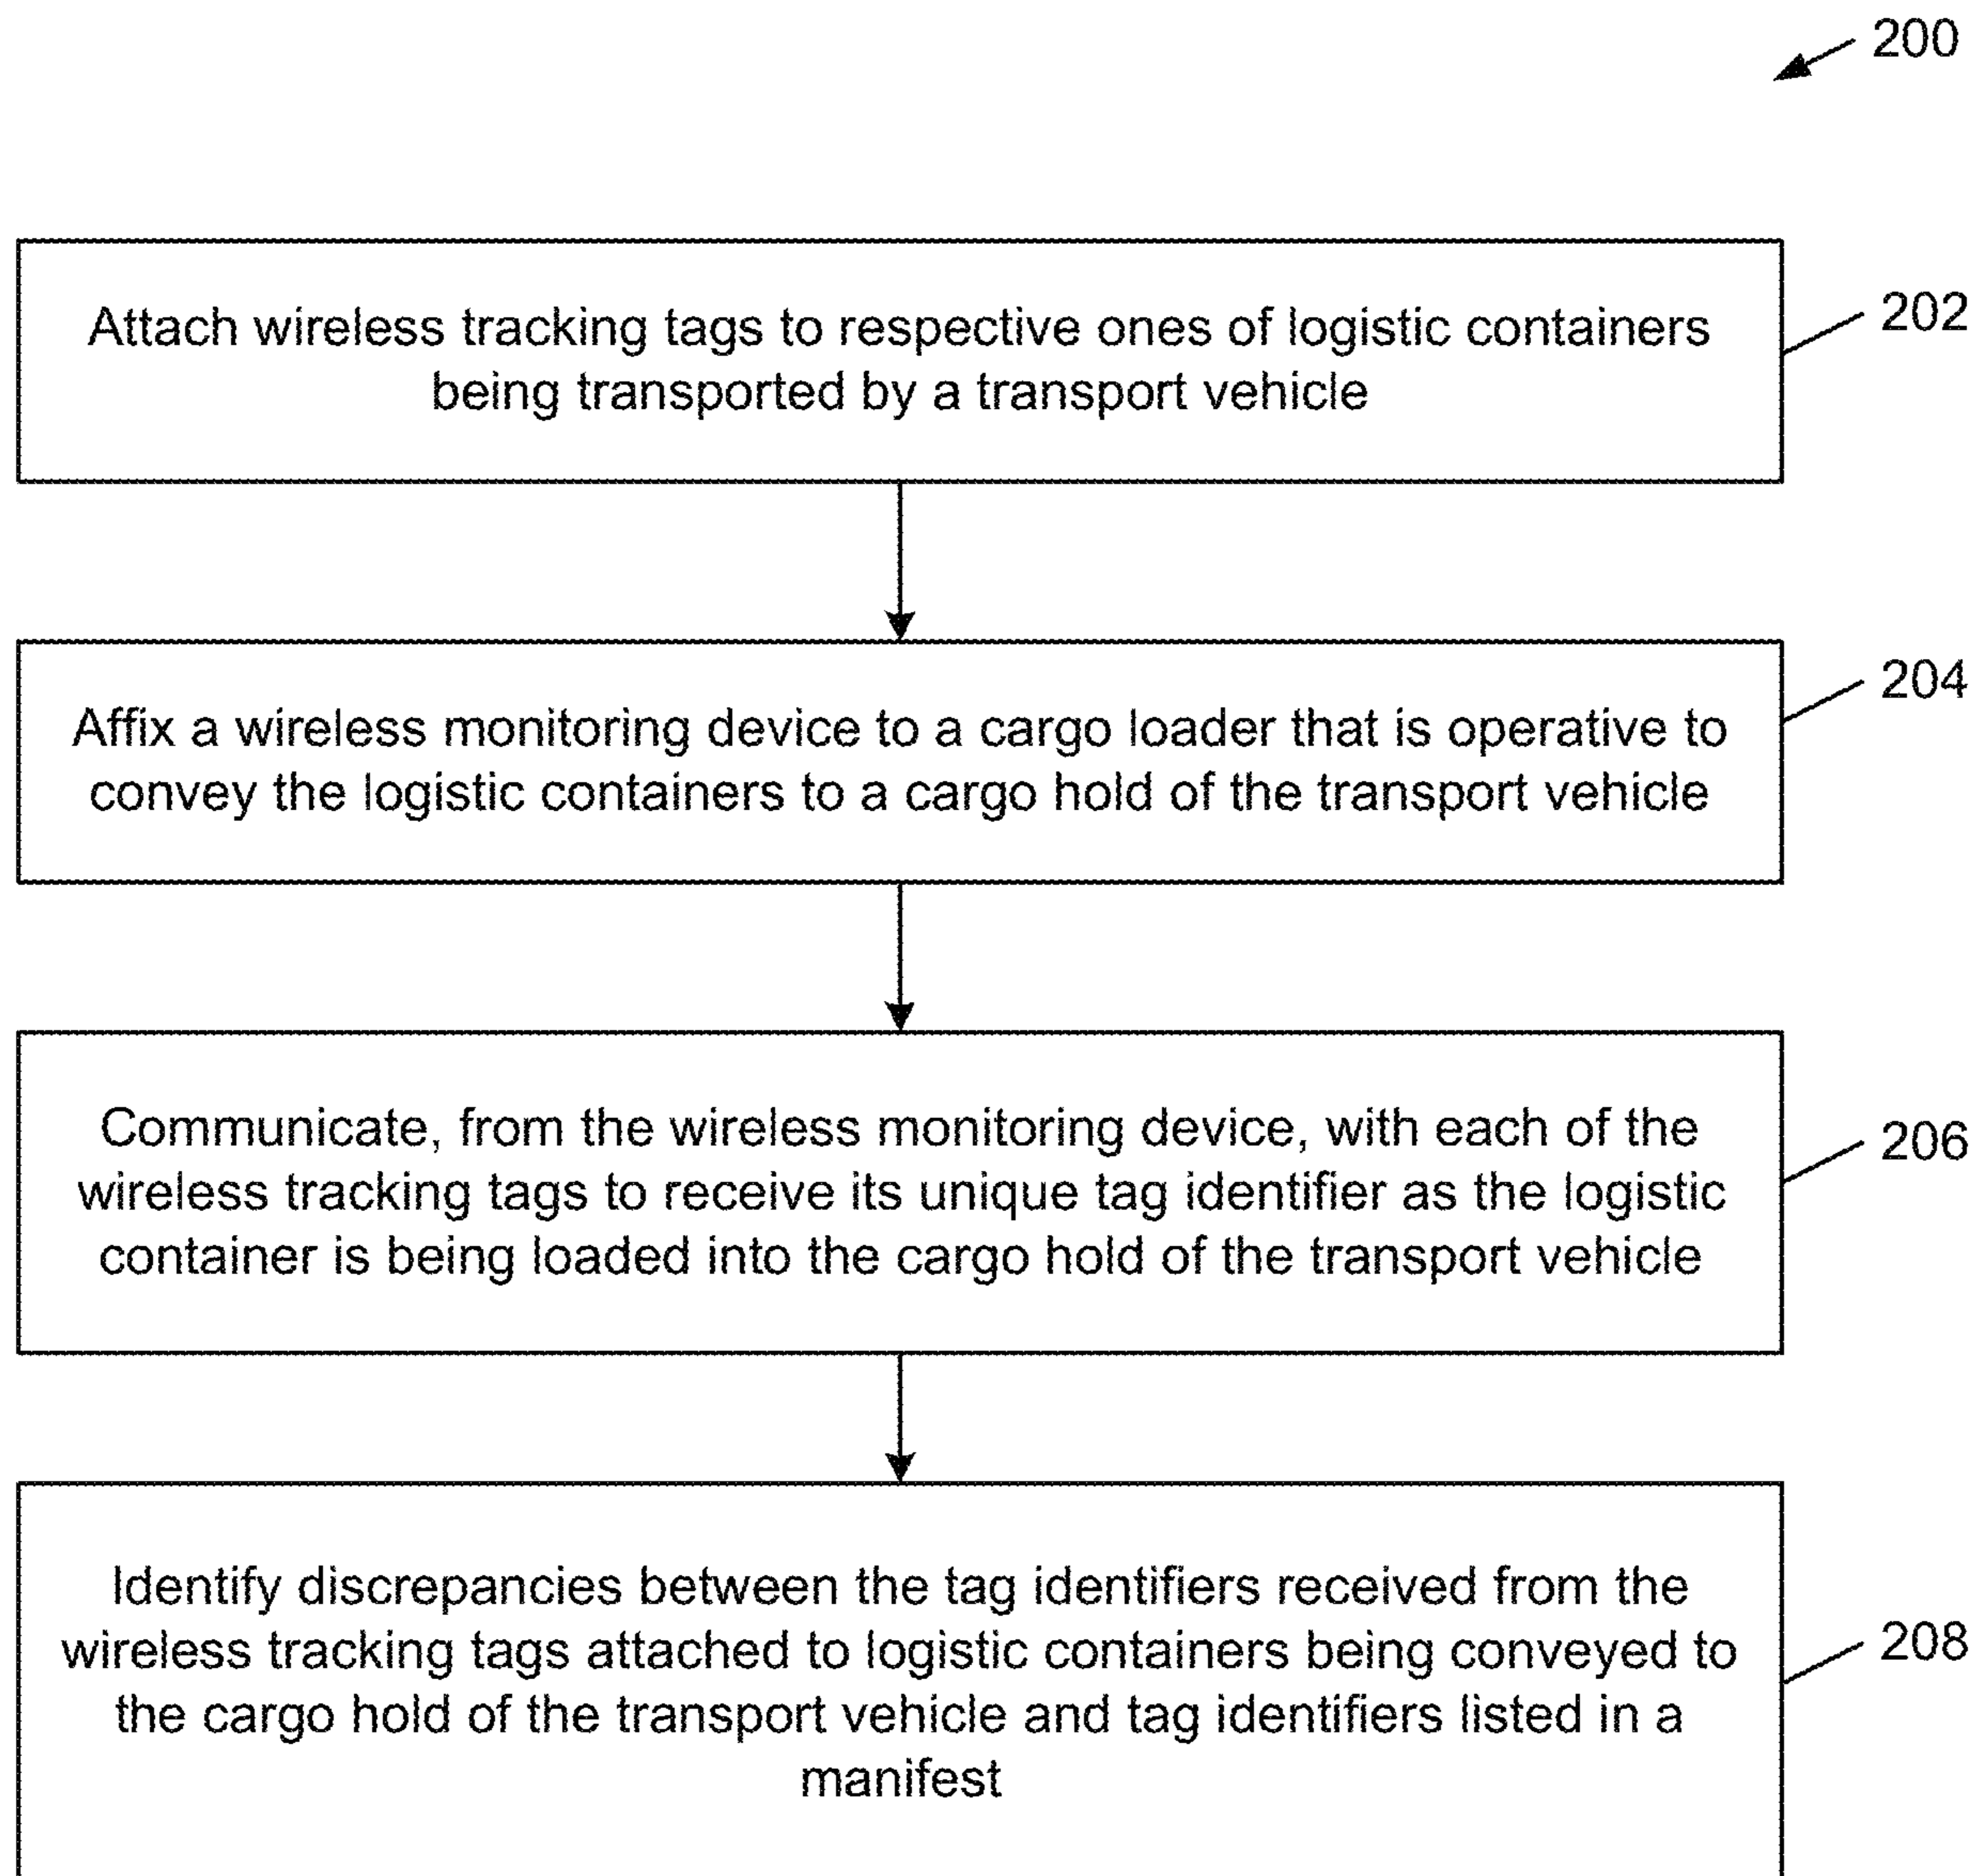 200
Attach wireless tracking tags to respective ones of logistic containers
being transported by a transport vehicle
202
Affix a wireless monitoring device to a cargo loader that is operative to
convey the logistic containers to a cargo hold of the transport vehicle
204
Communicate, from the wireless monitoring device, with each of the
wireless tracking tags to receive its unique tag identifier as the logistic
container is being loaded into the cargo hold of the transport vehicle
206
Identify discrepancies between the tag identifiers received from the
wireless tracking tags attached to logistic containers being conveyed to
the cargo hold of the transport vehicle and tag identifiers listed in a
manifest
208